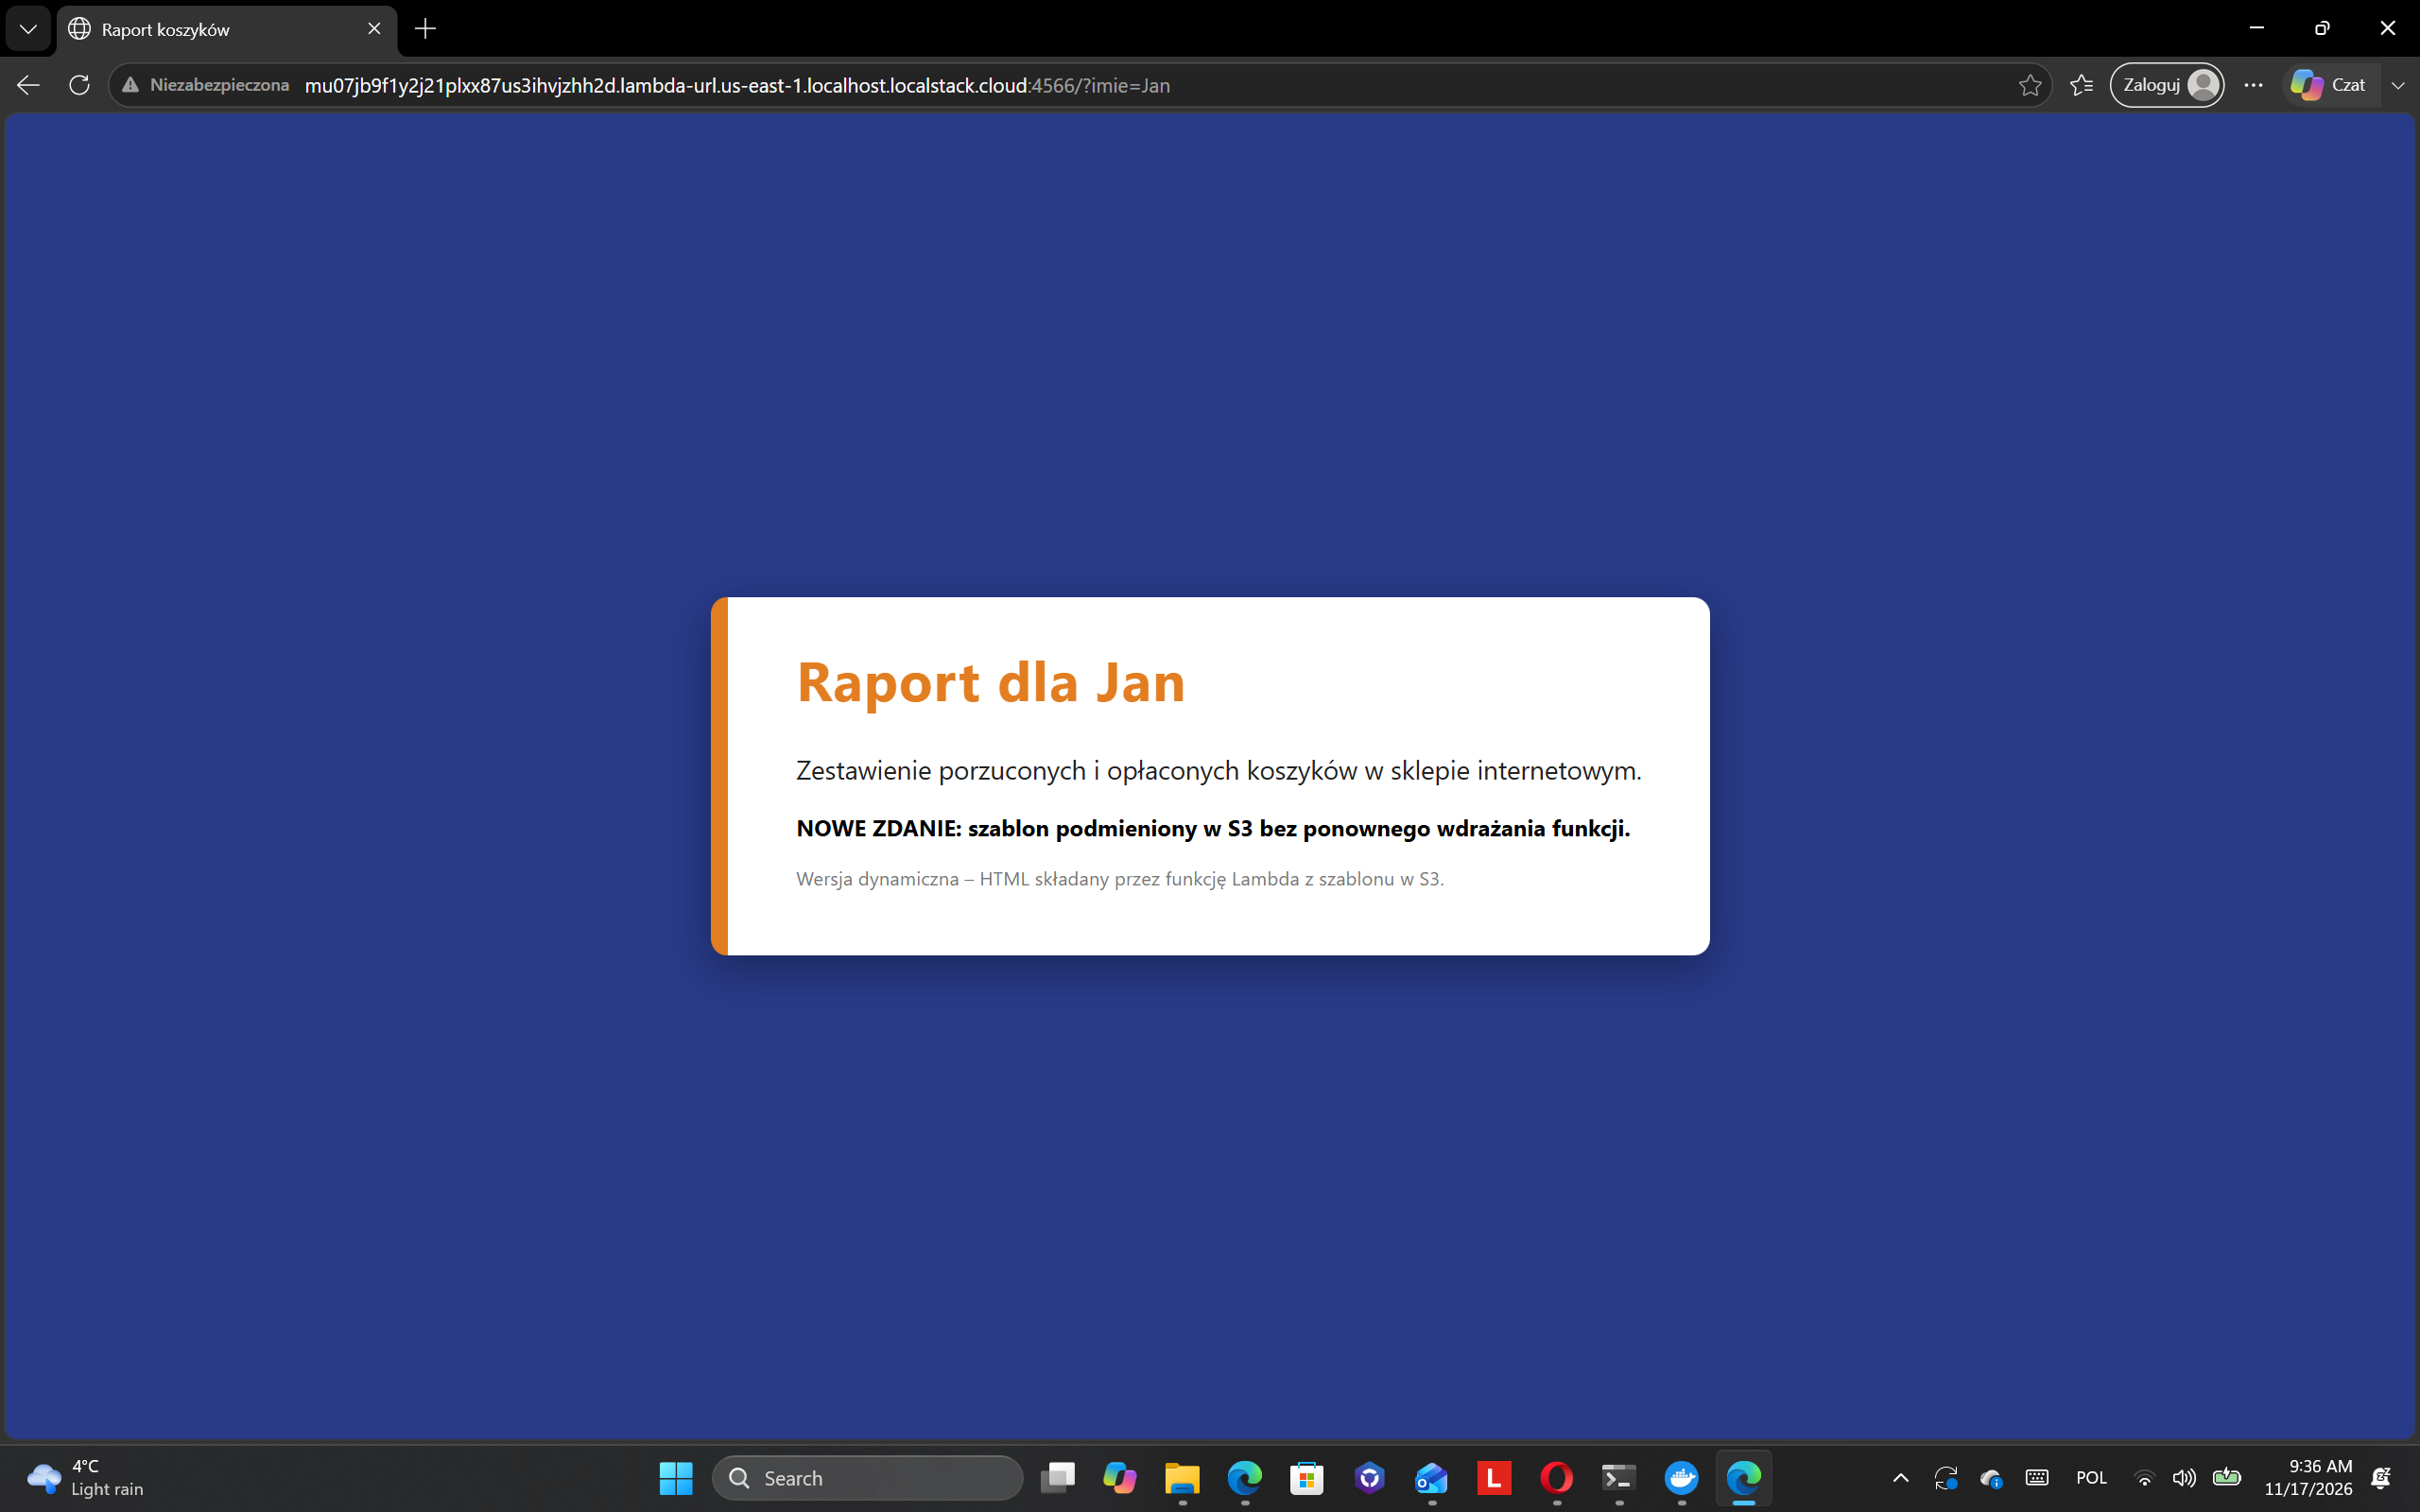 Raport koszyków
Niezabezpieczona mu07jb9f1y2j21plxx87us3ihvjzhh2d.lambda-url.us-east-1.localhost.localstack.cloud:4566/?imie=Jan
Zaloguj
Czat
Raport dla Jan
Zestawienie porzuconych i opłaconych koszyków w sklepie internetowym.
NOWE ZDANIE: szablon podmieniony w S3 bez ponownego wdrażania funkcji.
Wersja dynamiczna – HTML składany przez funkcję Lambda z szablonu w S3.
4°C
Light rain
Search
L
POL
9:36 AM
11/17/2026